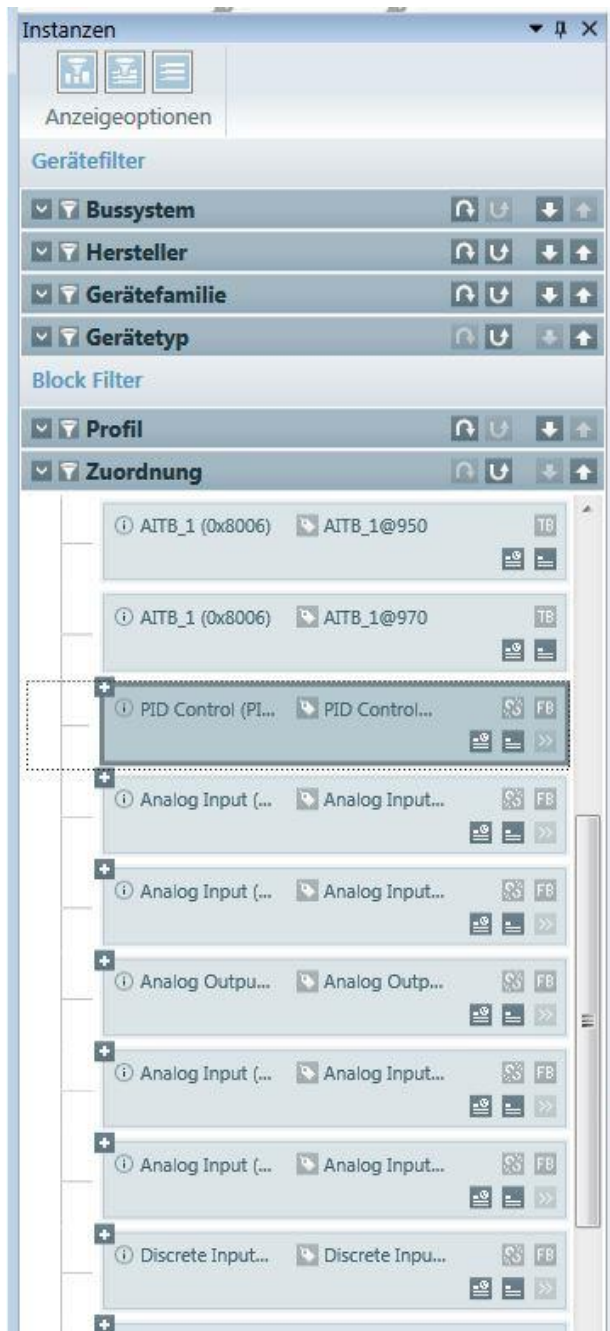 Instanzen
Anzeigeoptionen
Gerätefilter
Bussystem
Hersteller
Gerätefamilie
Gerätetyp
Block Filter
Profil
Zuordnung
AITB_1 (0x8006) AITB_1@950 TB
AITB_1 (0x8006) AITB_1@970 TB
PID Control (PI... PID Control... FB
Analog Input (... Analog Input... FB
Analog Input (... Analog Input... FB
Analog Outpu... Analog Outp... FB
Analog Input (... Analog Input... FB
Analog Input (... Analog Input... FB
Discrete Input... Discrete Inpu... FB